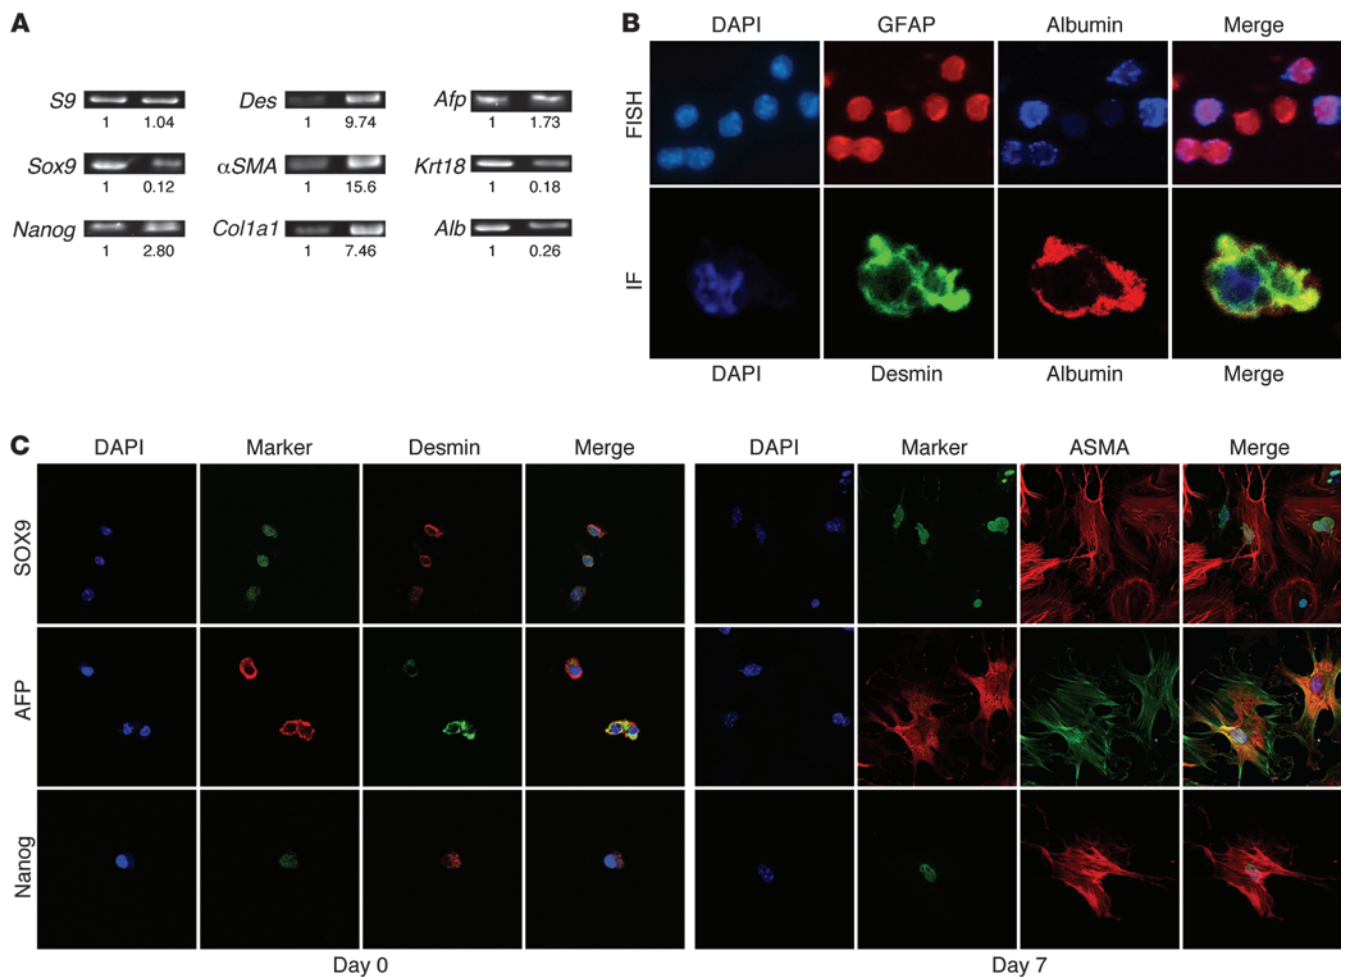 A
S9
1 1.04
Des
1 9.74
Afp
1 1.73
Sox9
1 0.12
αSMA
1 15.6
Krt18
1 0.18
Nanog
1 2.80
Col1a1
1 7.46
Alb
1 0.26
B
DAPI GFAP Albumin Merge
FISH
IF
DAPI Desmin Albumin Merge
C
DAPI Marker Desmin Merge DAPI Marker ASMA Merge
SOX9
AFP
Nanog
Day 0 Day 7